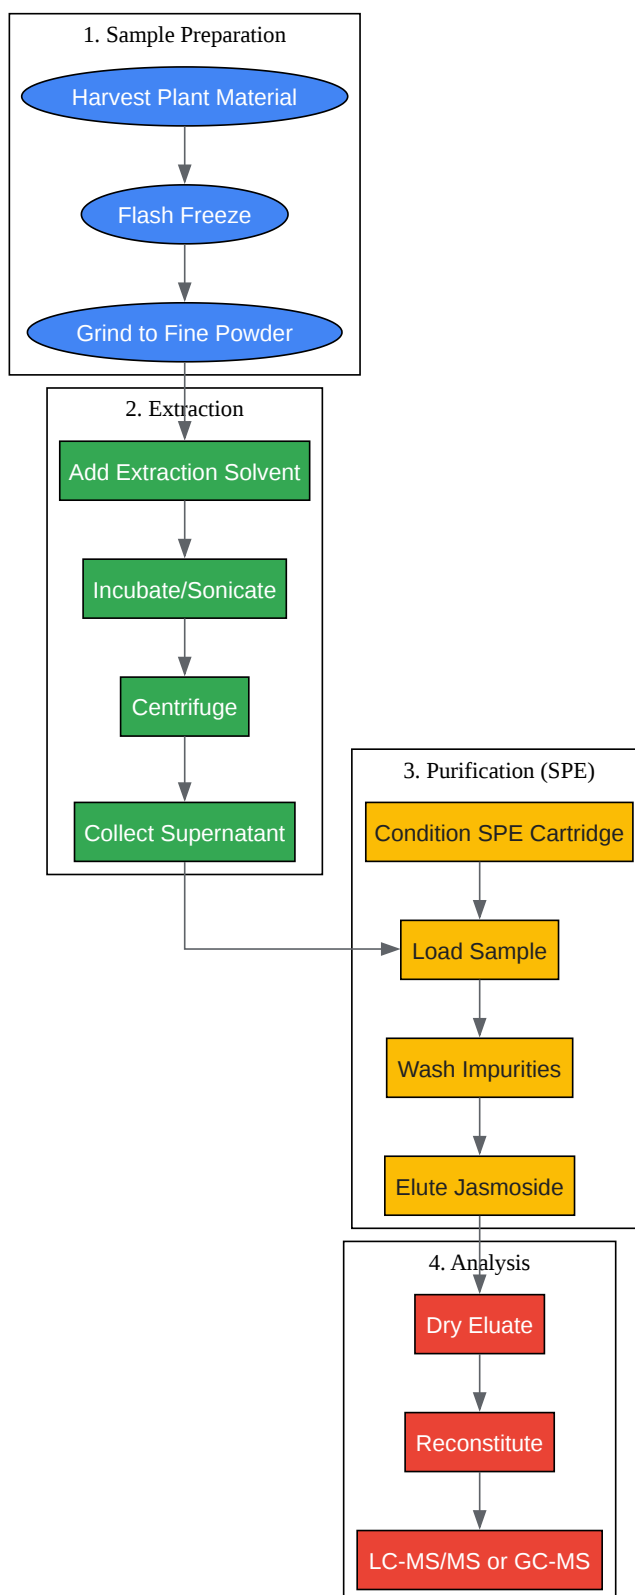 1. Sample Preparation
Harvest Plant Material
Flash Freeze
Grind to Fine Powder
2. Extraction
Add Extraction Solvent
Incubate/Sonicate
Centrifuge
Collect Supernatant
3. Purification (SPE)
Condition SPE Cartridge
Load Sample
Wash Impurities
Elute Jasmoside
4. Analysis
Dry Eluate
Reconstitute
LC-MS/MS or GC-MS